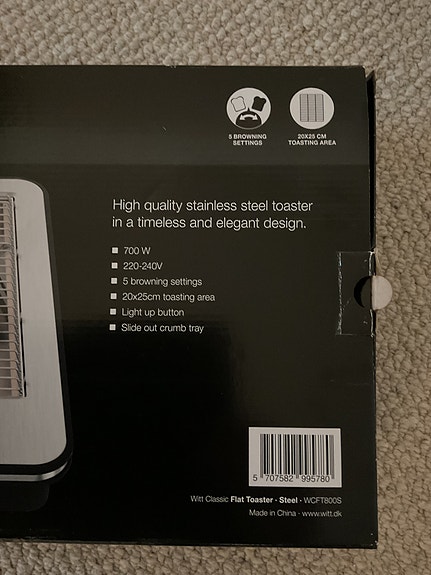 5 BROWNING
SETTINGS
20X25 CM
TOASTING AREA
High quality stainless steel toaster
in a timeless and elegant design.
700 W
220-240V
5 browning settings
20x25cm toasting area
Light up button
Slide out crumb tray
5 707582 995780
Witt Classic Flat Toaster · Steel · WCFT800S
Made in China · www.witt.dk